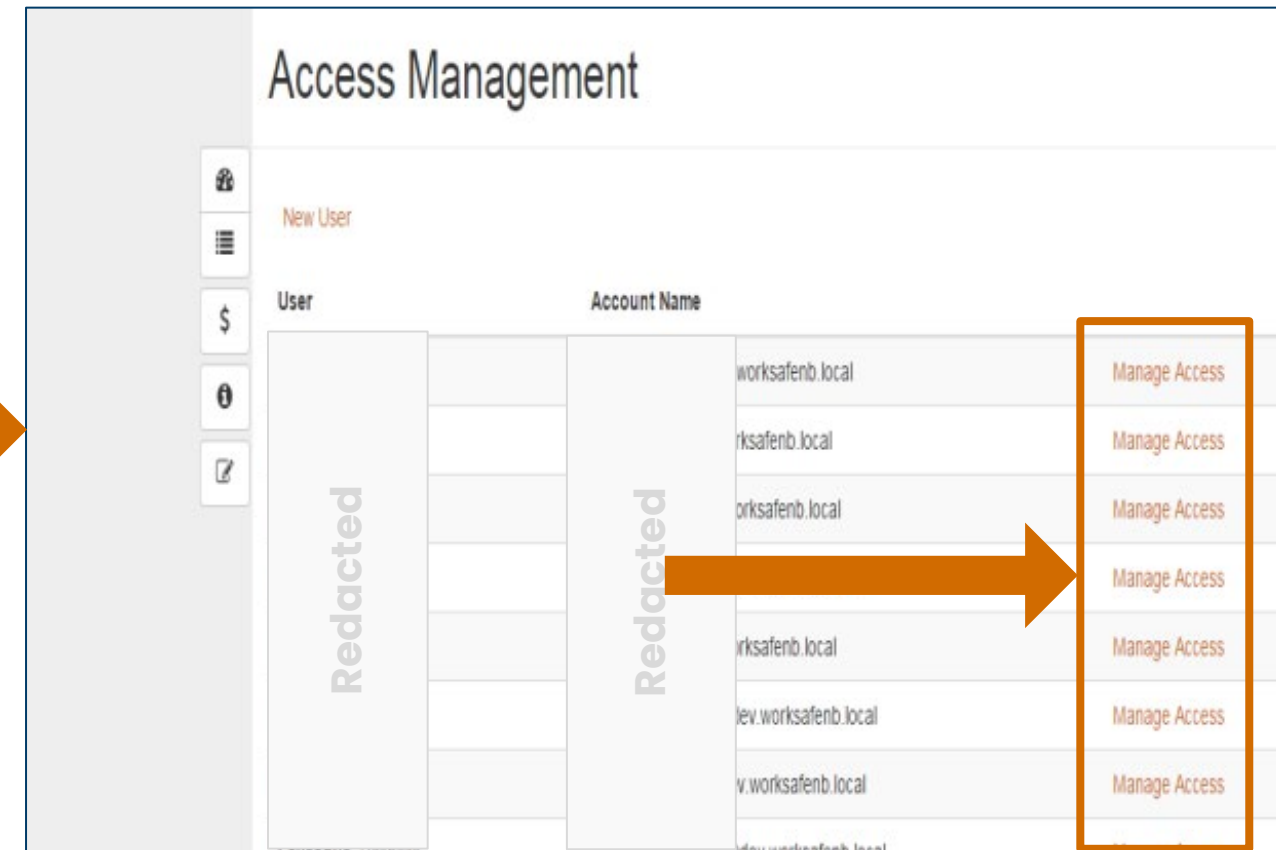 Access Management
New User
User Account Name
worksafenb.local Manage Access
rksafenb.local Manage Access
orksafenb.local Manage Access
Manage Access
rksafenb.local Manage Access
dev.worksafenb.local Manage Access
v.worksafenb.local Manage Access
Redacted
Redacted